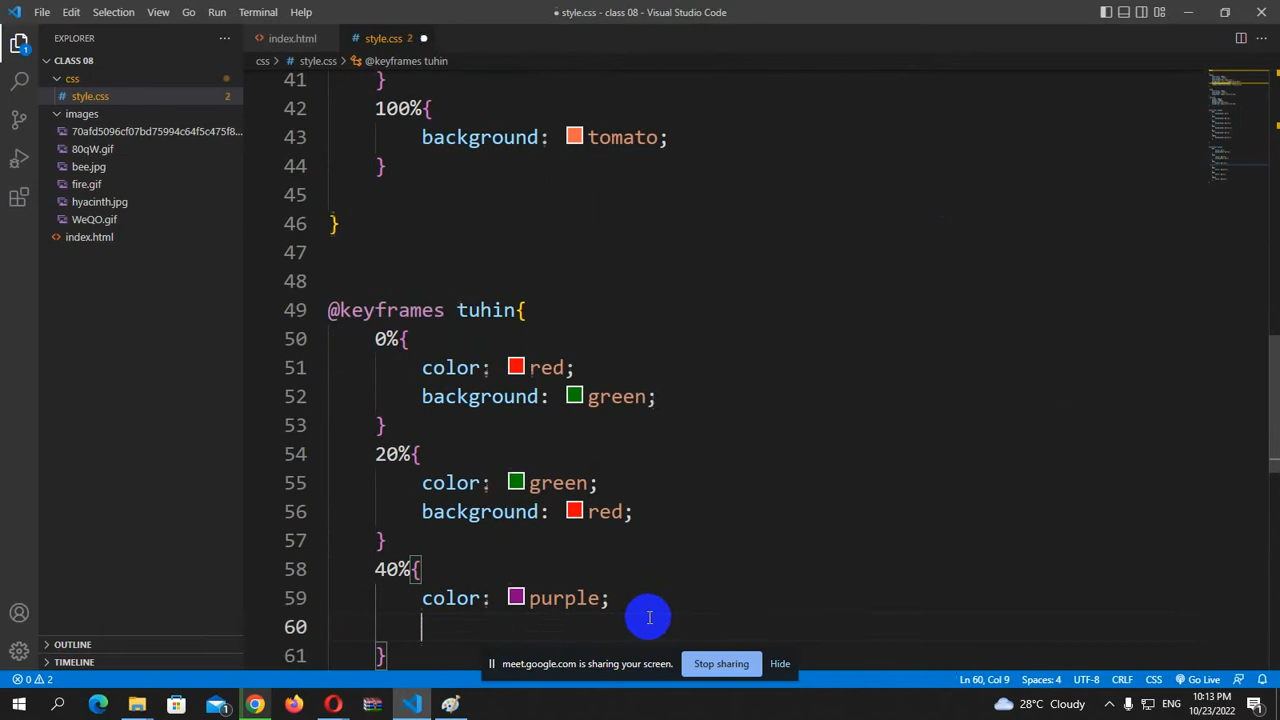 File Edit Selection View Go Run Terminal Help
style.css - class 08 - Visual Studio Code
EXPLORER
index.html
style.css 2
CLASS 08
css > style.css > @keyframes tuhin
css
style.css 2
images
70afd5096cf07bd75994c64f5c475f8...
80qW.gif
bee.jpg
fire.gif
hyacinth.jpg
WeQO.gif
index.html
41 }
42 100%{
43 background: tomato;
44 }
45
46 }
47
48
49 @keyframes tuhin{
50 0%{
51 color: red;
52 background: green;
53 }
54 20%{
55 color: green;
56 background: red;
57 }
58 40%{
59 color: purple;
60
61 }
OUTLINE
TIMELINE
meet.google.com is sharing your screen. Stop sharing Hide
0 2 Ln 60, Col 9 Spaces: 4 UTF-8 CRLF CSS Go Live
28°C Cloudy ENG 10:13 PM
10/23/2022